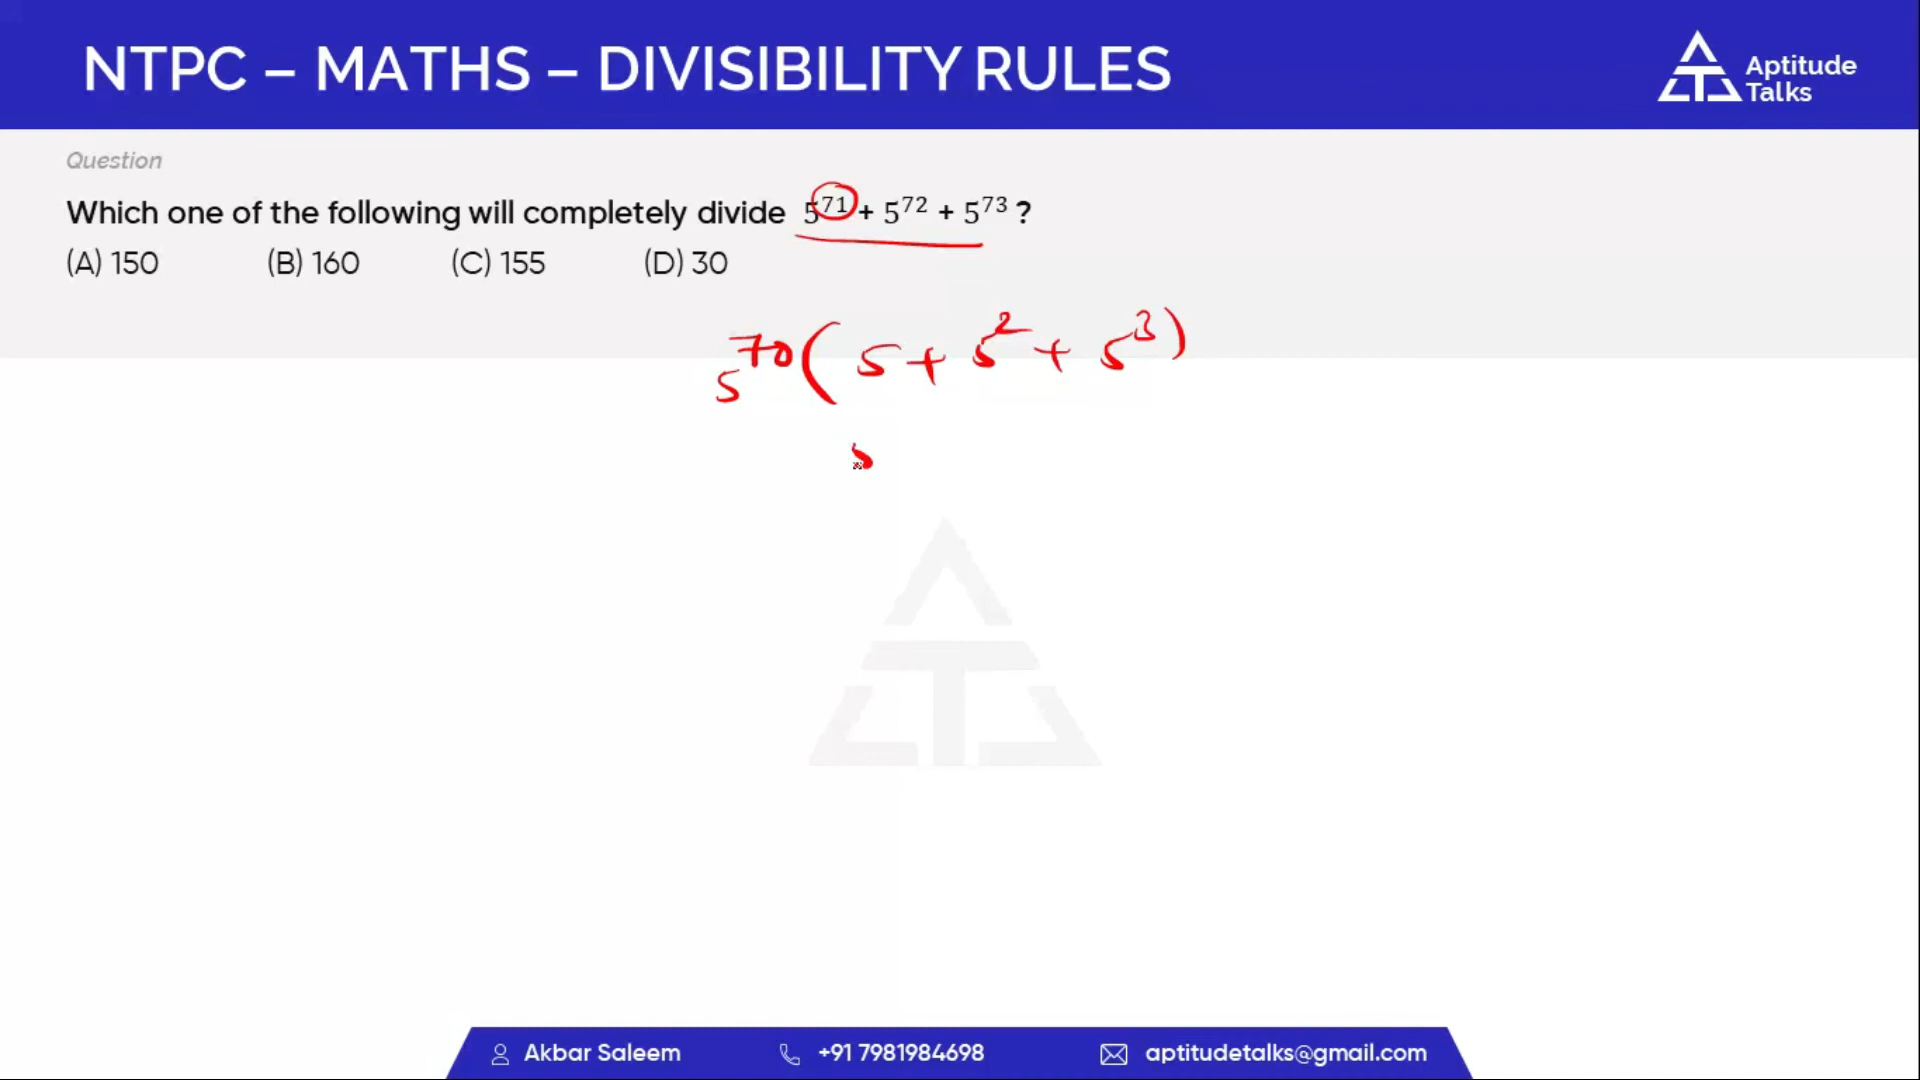 NTPC – MATHS – DIVISIBILITY RULES
Aptitude
Talks
Question
Which one of the following will completely divide 5⁷¹ + 5⁷² + 5⁷³ ?
(A) 150 (B) 160 (C) 155 (D) 30
5⁷⁰ ( 5 + 5² + 5³ )
Akbar Saleem +91 7981984698 aptitudetalks@gmail.com